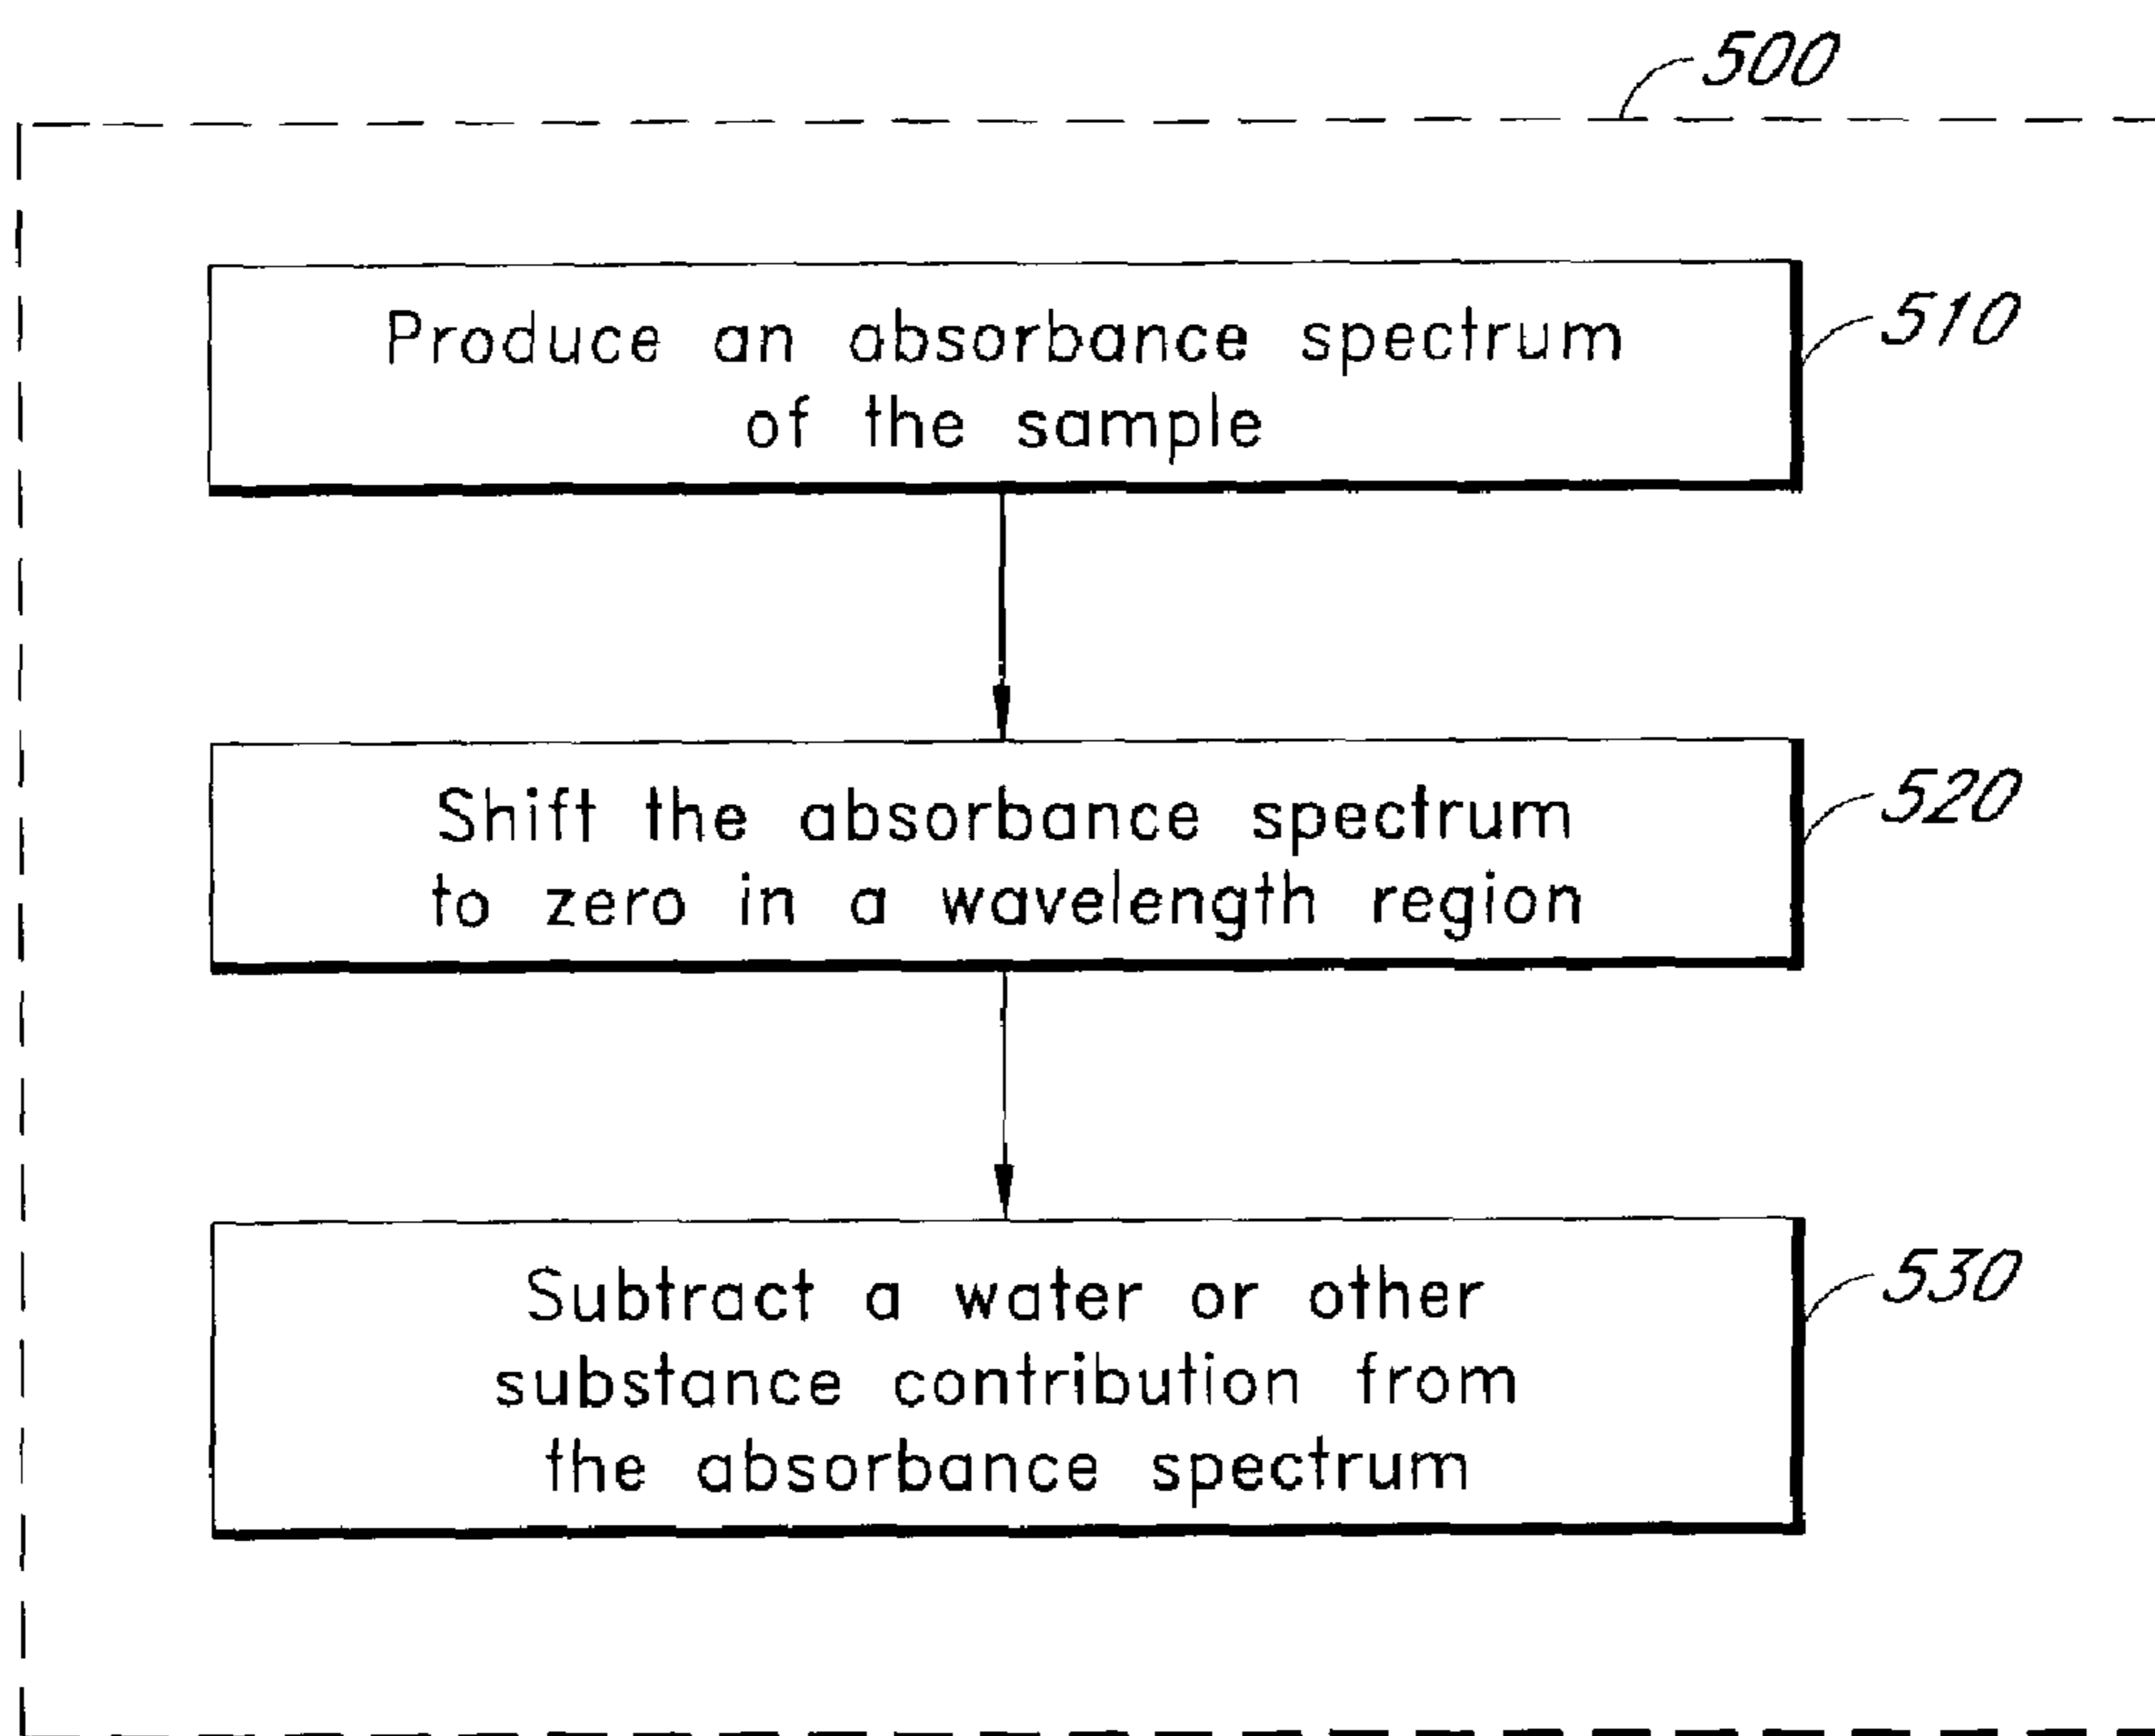 500
Produce an absorbance spectrum
of the sample
510
Shift the absorbance spectrum
to zero in a wavelength region
520
Subtract a water or other
substance contribution from
the absorbance spectrum
530